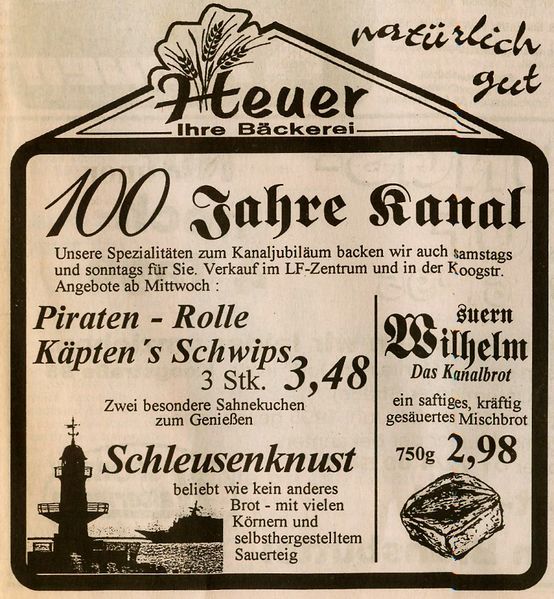 natürlich
gut
Heuer
Ihre Bäckerei
100 Jahre Kanal
Unsere Spezialitäten zum Kanaljubiläum backen wir auch samstags
und sonntags für Sie. Verkauf im LF-Zentrum und in der Koogstr.
Angebote ab Mittwoch :
Piraten - Rolle
Käpten´s Schwips
3 Stk. 3,48
Zwei besondere Sahnekuchen
zum Genießen
Schleusenknust
beliebt wie kein anderes
Brot - mit vielen
Körnern und
selbsthergestelltem
Sauerteig
suern
Wilhelm
Das Kanalbrot
ein saftiges, kräftig
gesäuertes Mischbrot
750g 2,98